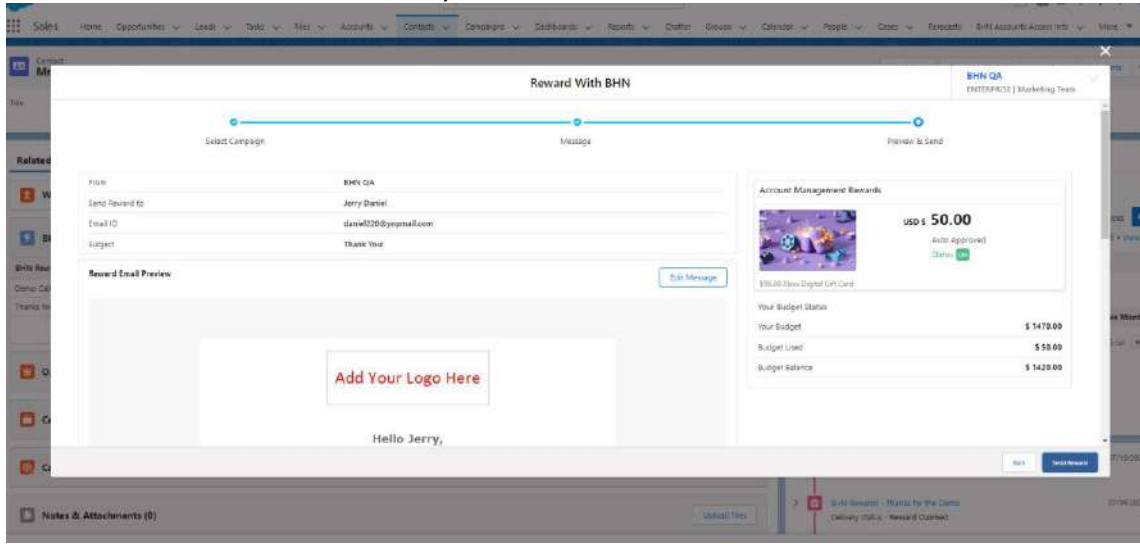 Sales Home Opportunities Leads Tasks Files Accounts Contacts Campaigns Dashboards Reports Chatter Groups Calendar People Cases Forecasts BHN Accounts Access Info More
Contact
Reward With BHN
BHN QA
ENTERPRISE | Marketing Team
Title
Select Campaign
Message
Preview & Send
Related
From BHN QA
Send Reward to Jerry Daniel
Email ID daniel220@yopmail.com
Subject Thank You!
Account Management Rewards
USD $ 50.00
Auto Approved
Status ON
$50.00 Xbox Digital Gift Card
Reward Email Preview
Edit Message
Your Budget Status
Your Budget $ 1470.00
Budget Used $ 50.00
Budget Balance $ 1420.00
Add Your Logo Here
Hello Jerry,
Back Send Reward
Notes & Attachments (0)
Upload Files
BHN Rewards - Thanks for the Demo
Delivery status - Reward Claimed